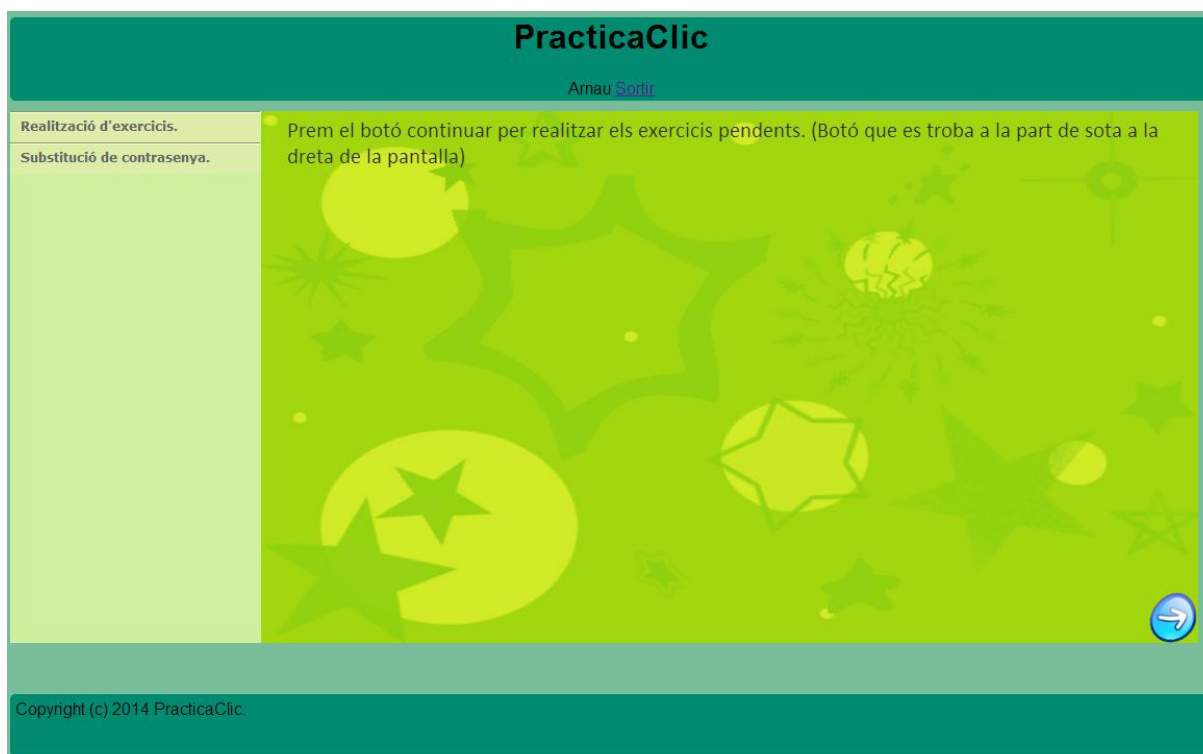 PracticaClic
Arnau Sortir
Realització d'exercicis.
Substitució de contrasenya.
Prem el botó continuar per realitzar els exercicis pendents. (Botó que es troba a la part de sota a la
dreta de la pantalla)
Copyright (c) 2014 PracticaClic.